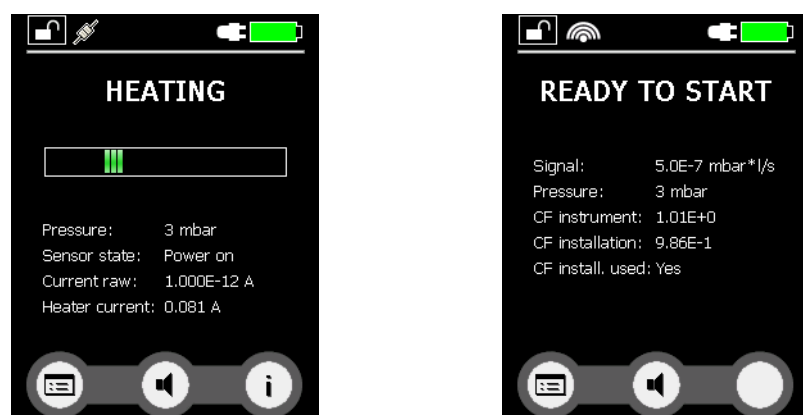 HEATING
Pressure: 3 mbar
Sensor state: Power on
Current raw: 1.000E-12 A
Heater current: 0.081 A
i
READY TO START
Signal: 5.0E-7 mbar*l/s
Pressure: 3 mbar
CF instrument: 1.01E+0
CF installation: 9.86E-1
CF install. used: Yes